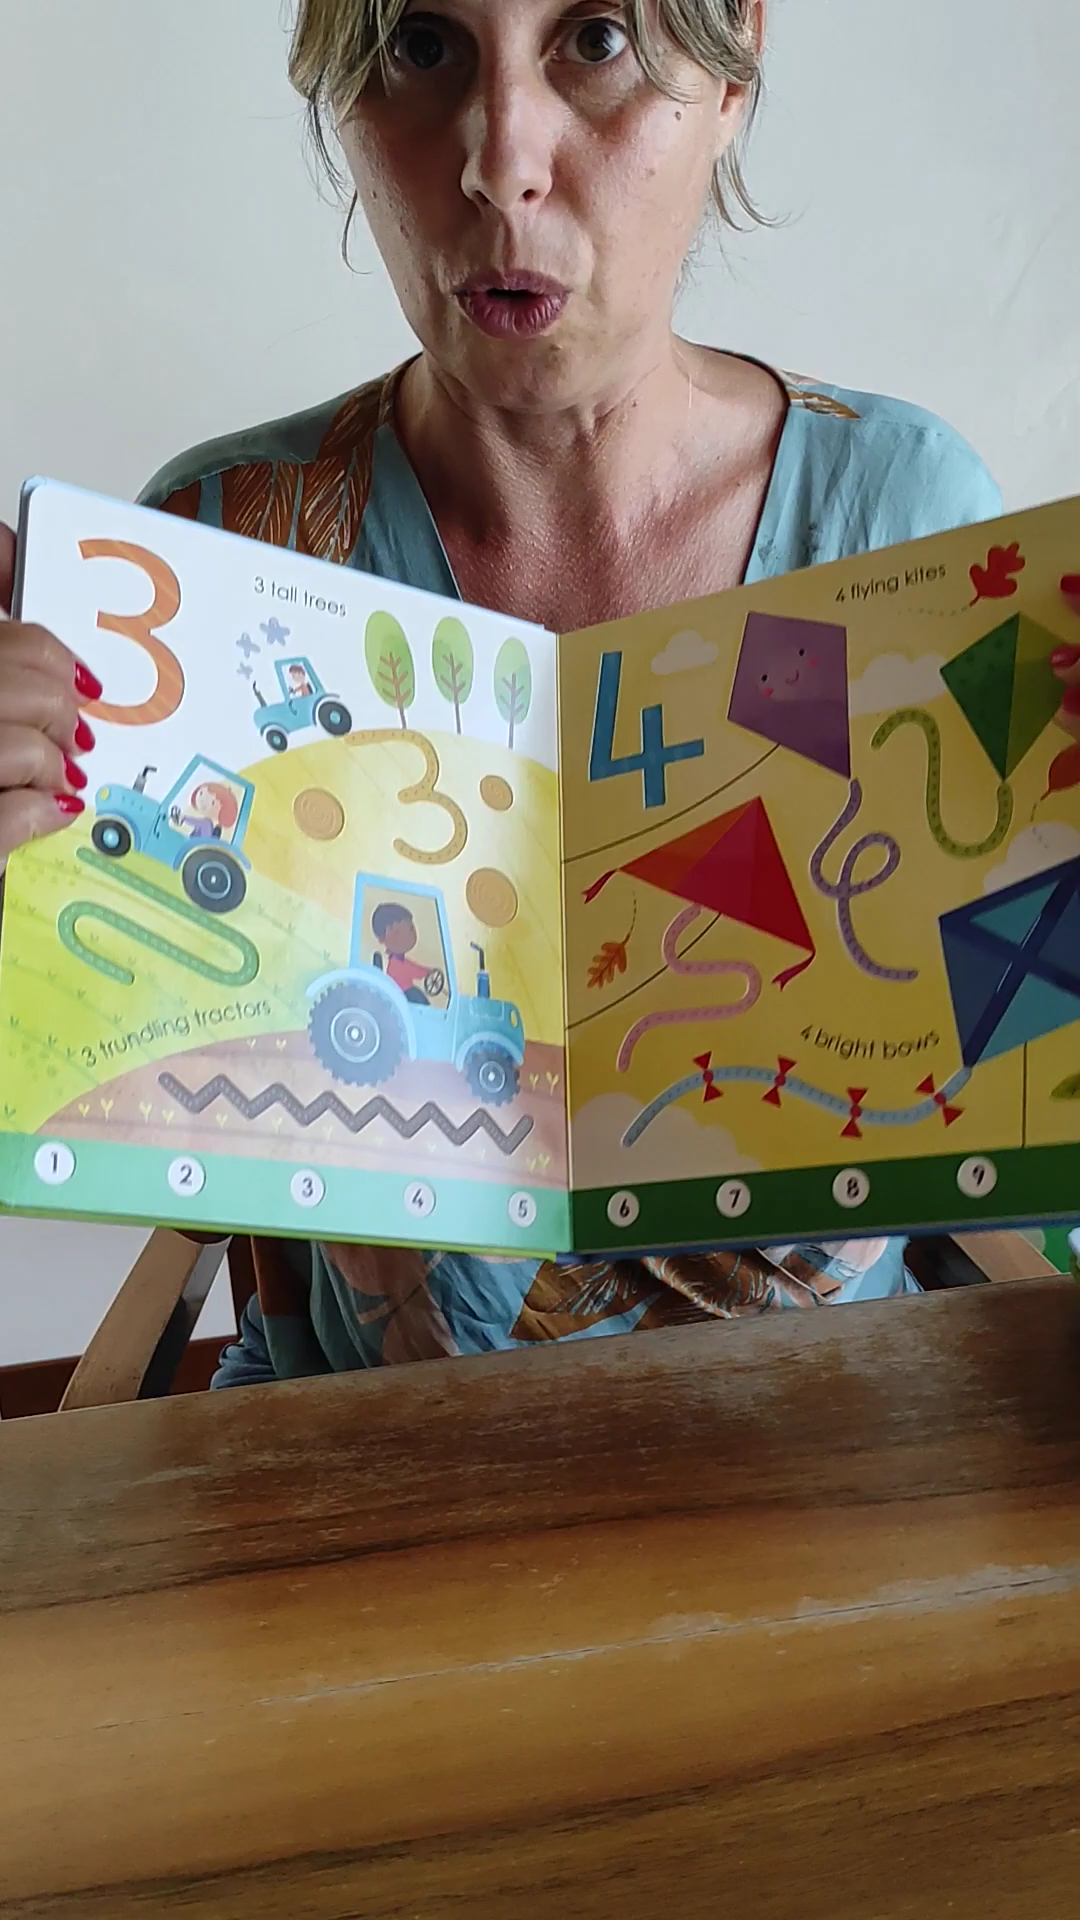 3
3 tall trees
3
3 trundling tractors
1 2 3 4 5
4 flying kites
4
4 bright bows
6 7 8 9